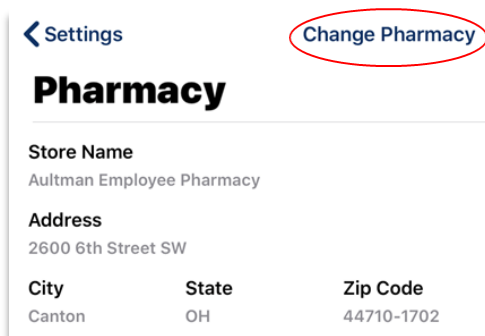 Settings Change Pharmacy
Pharmacy
Store Name
Aultman Employee Pharmacy
Address
2600 6th Street SW
City State Zip Code
Canton OH 44710-1702